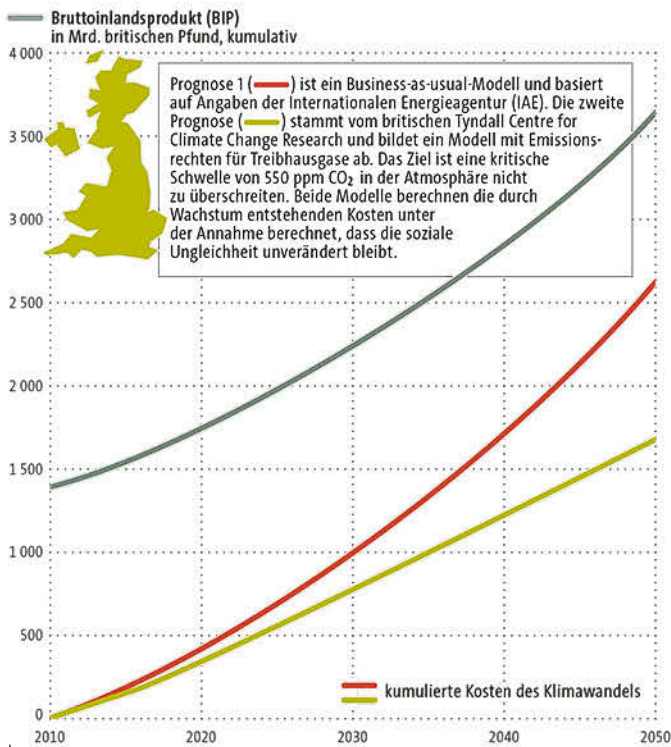 Bruttoinlandsprodukt (BIP)
in Mrd. britischen Pfund, kumulativ
4 000
Prognose 1 ( ) ist ein Business-as-usual-Modell und basiert
auf Angaben der Internationalen Energieagentur (IAE). Die zweite
Prognose ( ) stammt vom britischen Tyndall Centre for
Climate Change Research und bildet ein Modell mit Emissions-
rechten für Treibhausgase ab. Das Ziel ist eine kritische
Schwelle von 550 ppm CO₂ in der Atmosphäre nicht
zu überschreiten. Beide Modelle berechnen die durch
Wachstum entstehenden Kosten unter
der Annahme berechnet, dass die soziale
Ungleichheit unverändert bleibt.
3 500
3 000
2 500
2 000
1 500
1 000
500
0
kumulierte Kosten des Klimawandels
2010
2020
2030
2040
2050